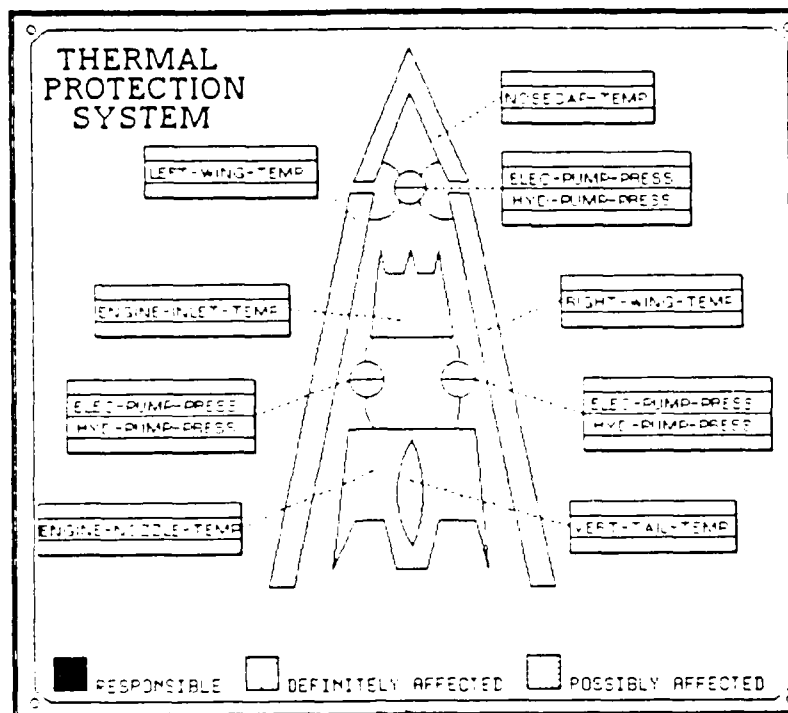 THERMAL
PROTECTION
SYSTEM
NOSECAP-TEMP
LEFT-WING-TEMP
ELEC-PUMP-PRESS
HYD-PUMP-PRESS
ENGINE-INLET-TEMP
RIGHT-WING-TEMP
ELEC-PUMP-PRESS
HYD-PUMP-PRESS
ELEC-PUMP-PRESS
HYD-PUMP-PRESS
ENGINE-NOZZLE-TEMP
VERT-TAIL-TEMP
RESPONSIBLE
DEFINITELY AFFECTED
POSSIBLY AFFECTED